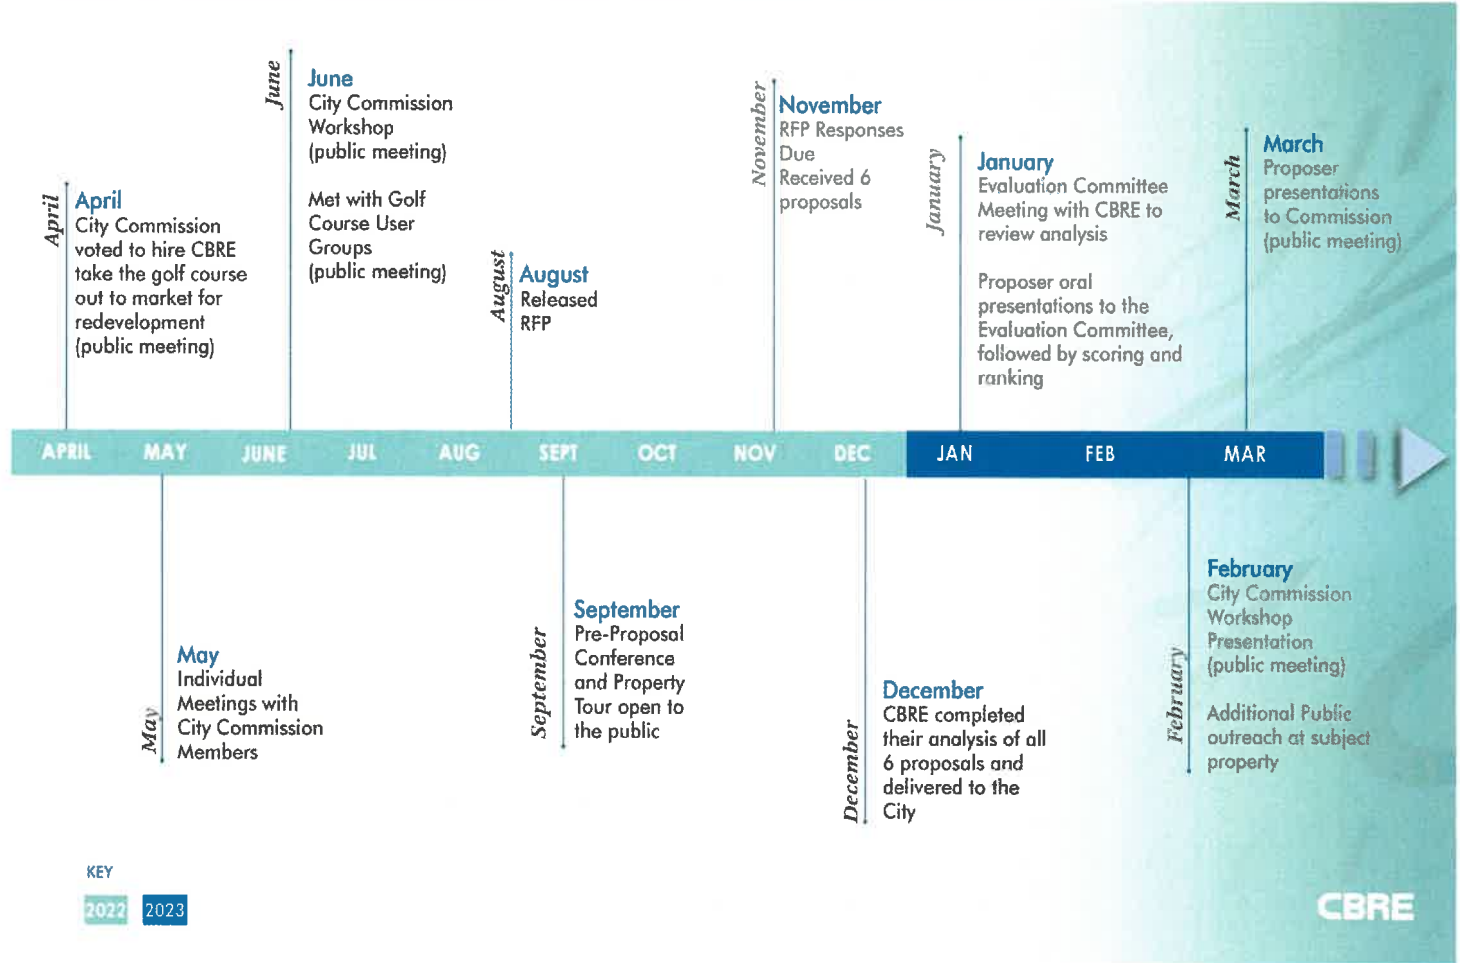 June
June
City Commission
Workshop
(public meeting)
Met with Golf
Course User
Groups
(public meeting)
April
April
City Commission
voted to hire CBRE
take the golf course
out to market for
redevelopment
(public meeting)
August
August
Released
RFP
November
November
RFP Responses
Due
Received 6
proposals
January
January
Evaluation Committee
Meeting with CBRE to
review analysis
Proposer oral
presentations to the
Evaluation Committee,
followed by scoring and
ranking
March
March
Proposer
presentations
to Commission
(public meeting)
APRIL MAY JUNE JUL AUG SEPT OCT NOV DEC JAN FEB MAR
May
May
Individual
Meetings with
City Commission
Members
September
September
Pre-Proposal
Conference
and Property
Tour open to
the public
December
December
CBRE completed
their analysis of all
6 proposals and
delivered to the
City
February
February
City Commission
Workshop
Presentation
(public meeting)
Additional Public
outreach at subject
property
KEY
2022 2023
CBRE